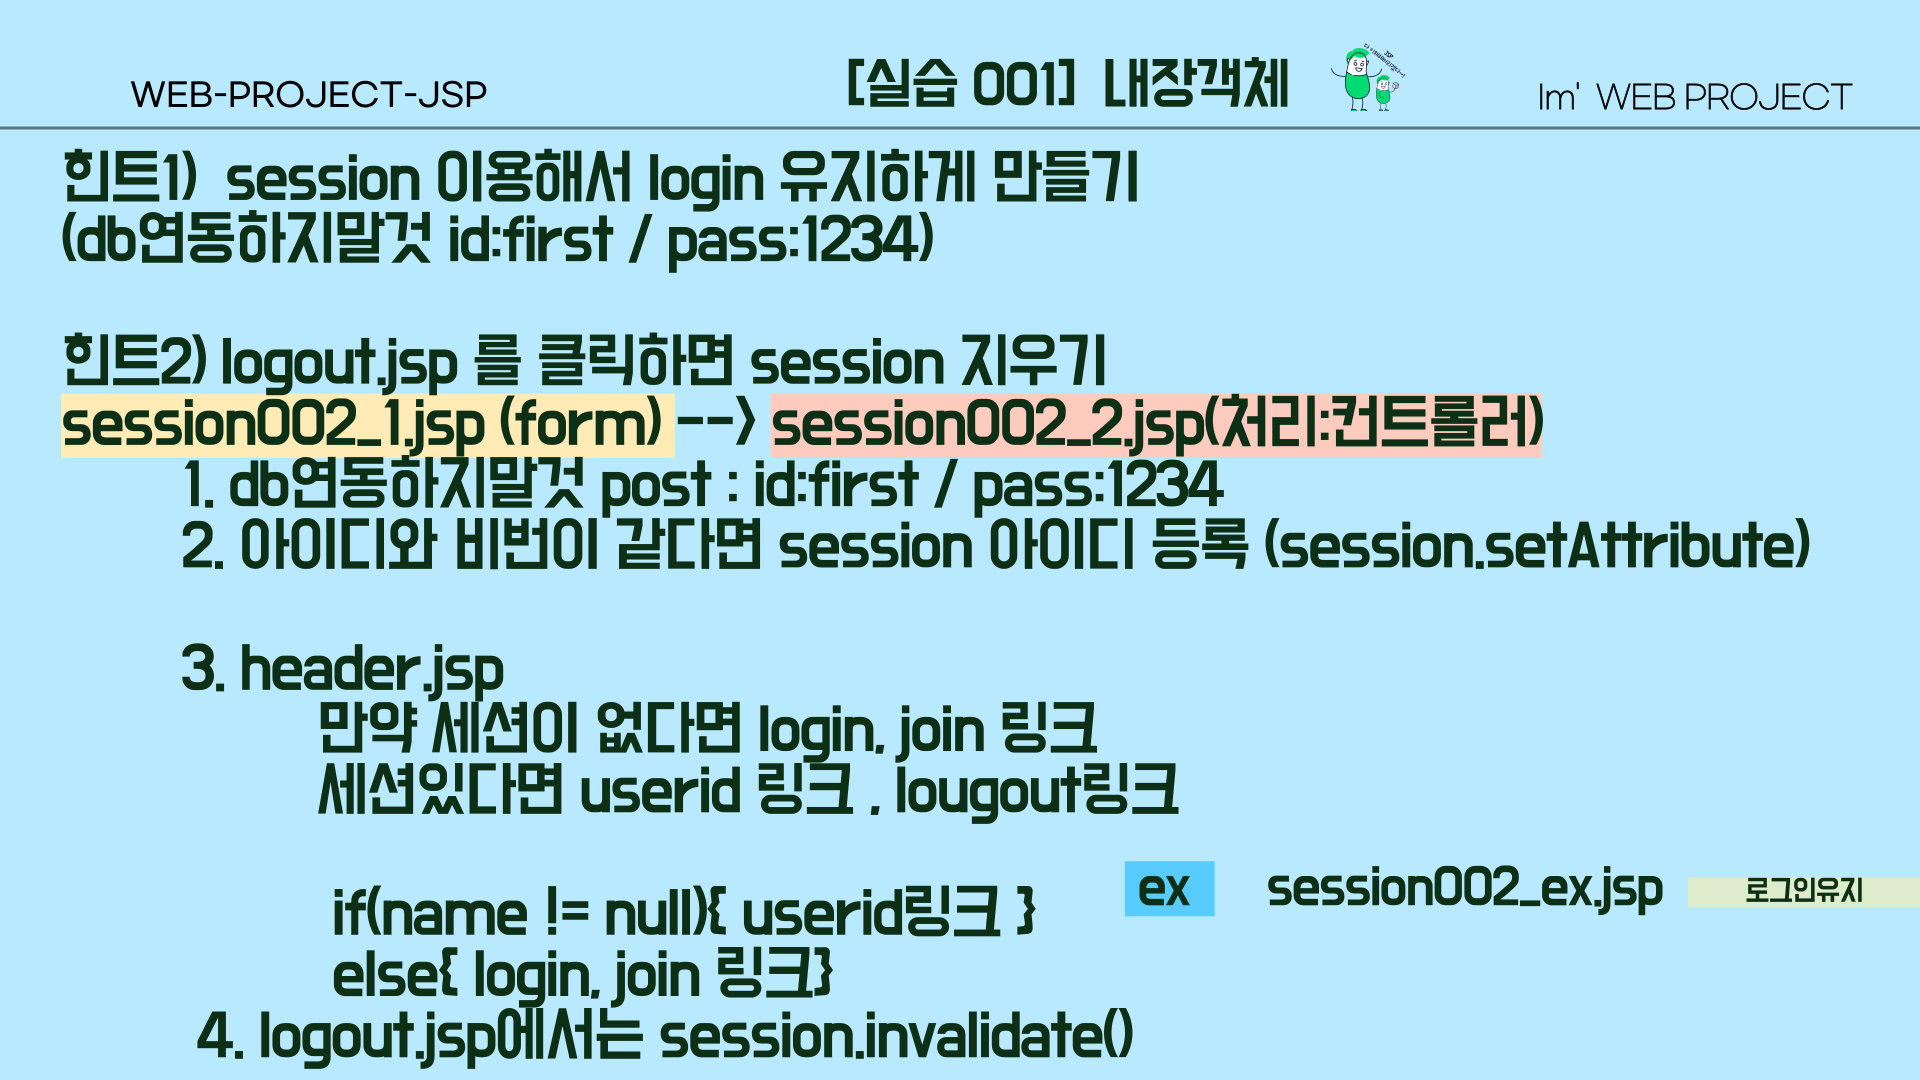 WEB-PROJECT-JSP
[실습 001] 내장객체
Im' WEB PROJECT
힌트1) session 이용해서 login 유지하게 만들기
(db연동하지말것 id:first / pass:1234)
힌트2) logout.jsp 를 클릭하면 session 지우기
session002_1.jsp (form) --> session002_2.jsp(처리:컨트롤러)
1. db연동하지말것 post : id:first / pass:1234
2. 아이디와 비번이 같다면 session 아이디 등록 (session.setAttribute)
3. header.jsp
만약 세션이 없다면 login, join 링크
세션있다면 userid 링크 , lougout링크
ex session002_ex.jsp 로그인유지
if(name != null){ userid링크 }
else{ login, join 링크}
4. logout.jsp에서는 session.invalidate()